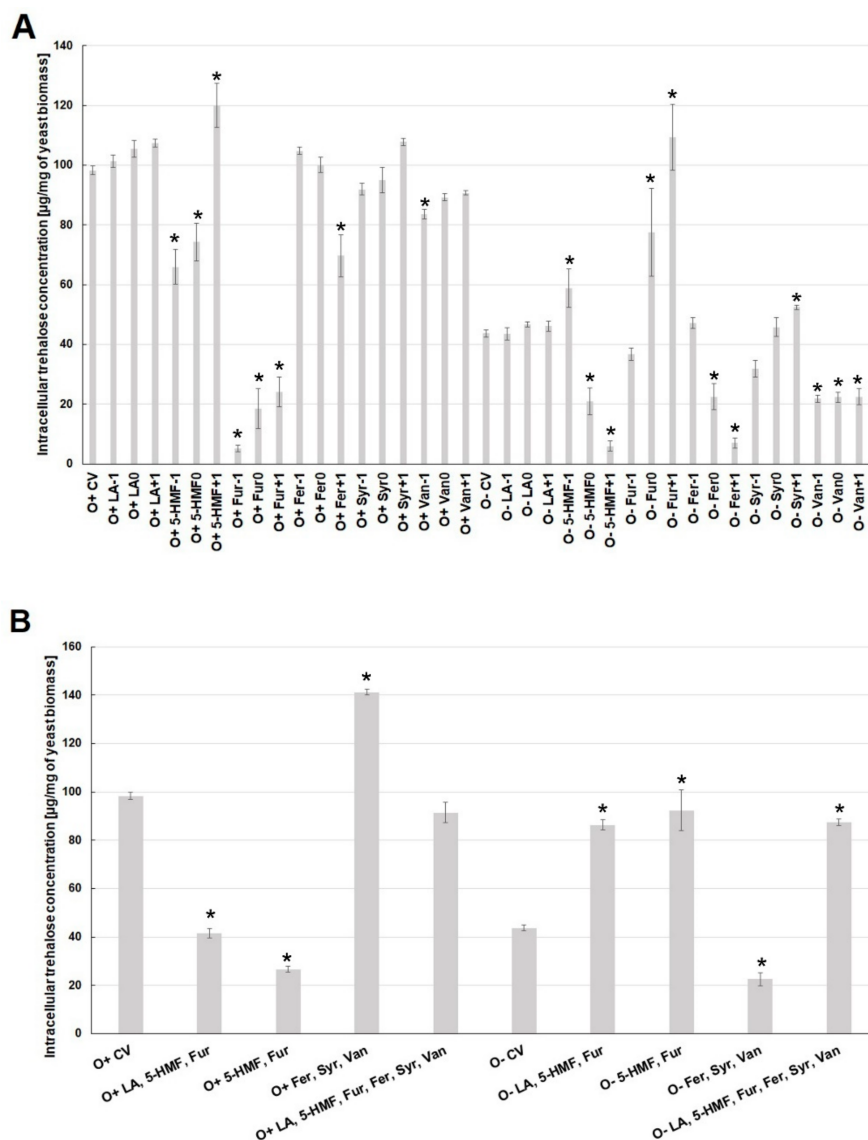 A
Intracellular trehalose concentration [µg/mg of yeast biomass]
140
120
100
80
60
40
20
0
* * * * * * * * * * * * * * * * * *
O+ CV
O+ LA-1
O+ LA0
O+ LA+1
O+ 5-HMF-1
O+ 5-HMF0
O+ 5-HMF+1
O+ Fur-1
O+ Fur0
O+ Fur+1
O+ Fer-1
O+ Fer0
O+ Fer+1
O+ Syr-1
O+ Syr0
O+ Syr+1
O+ Van-1
O+ Van0
O+ Van+1
O- CV
O- LA-1
O- LA0
O- LA+1
O- 5-HMF-1
O- 5-HMF0
O- 5-HMF+1
O- Fur-1
O- Fur0
O- Fur+1
O- Fer-1
O- Fer0
O- Fer+1
O- Syr-1
O- Syr0
O- Syr+1
O- Van-1
O- Van0
O- Van+1
B
Intracellular trehalose concentration [µg/mg of yeast biomass]
160
140
120
100
80
60
40
20
0
* * * * * * *
O+ CV
O+ LA, 5-HMF, Fur
O+ 5-HMF, Fur
O+ Fer, Syr, Van
O+ LA, 5-HMF, Fur, Fer, Syr, Van
O- CV
O- LA, 5-HMF, Fur
O- 5-HMF, Fur
O- Fer, Syr, Van
O- LA, 5-HMF, Fur, Fer, Syr, Van